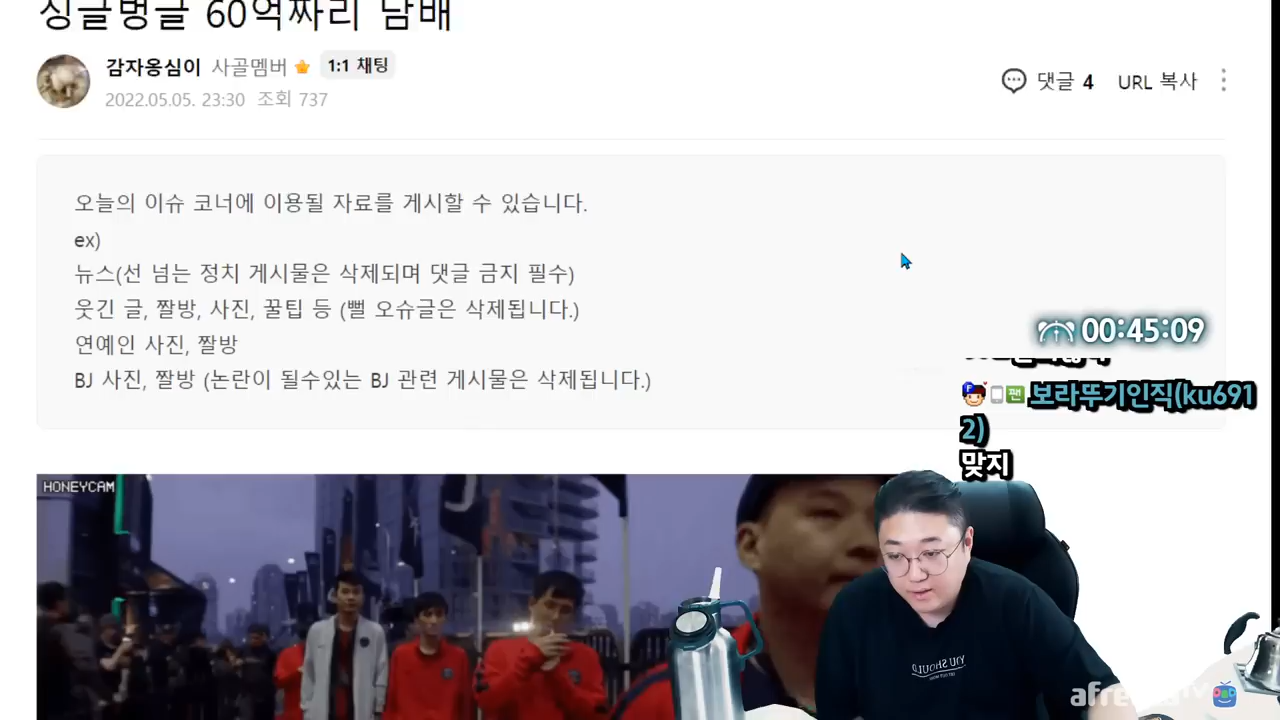 싱글벙글 60억짜리 담배
감자옹심이 사골멤버 1:1 채팅
2022.05.05. 23:30 조회 737
댓글 4 URL 복사
오늘의 이슈 코너에 이용될 자료를 게시할 수 있습니다.
ex)
뉴스(선 넘는 정치 게시물은 삭제되며 댓글 금지 필수)
웃긴 글, 짤방, 사진, 꿀팁 등 (뻘 오슈글은 삭제됩니다.)
연예인 사진, 짤방
BJ 사진, 짤방 (논란이 될수있는 BJ 관련 게시물은 삭제됩니다.)
00:45:09
보라뚜기인직(ku691
2)
맞지
HONEYCAM
YOU SHOULD